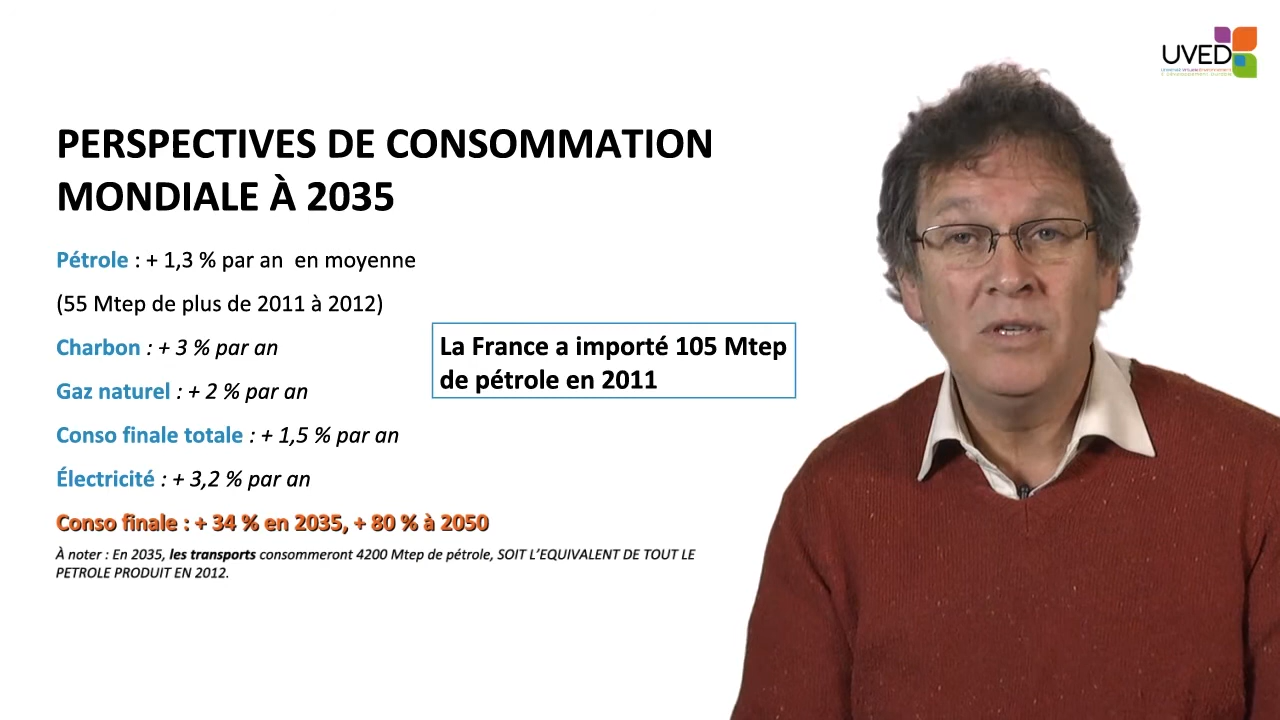 UVED
PERSPECTIVES DE CONSOMMATION
MONDIALE À 2035
Pétrole : + 1,3 % par an en moyenne
(55 Mtep de plus de 2011 à 2012)
Charbon : + 3 % par an
La France a importé 105 Mtep
de pétrole en 2011
Gaz naturel : + 2 % par an
Conso finale totale : + 1,5 % par an
Électricité : + 3,2 % par an
Conso finale : + 34 % en 2035, + 80 % à 2050
À noter : En 2035, les transports consommeront 4200 Mtep de pétrole, SOIT L'EQUIVALENT DE TOUT LE
PETROLE PRODUIT EN 2012.